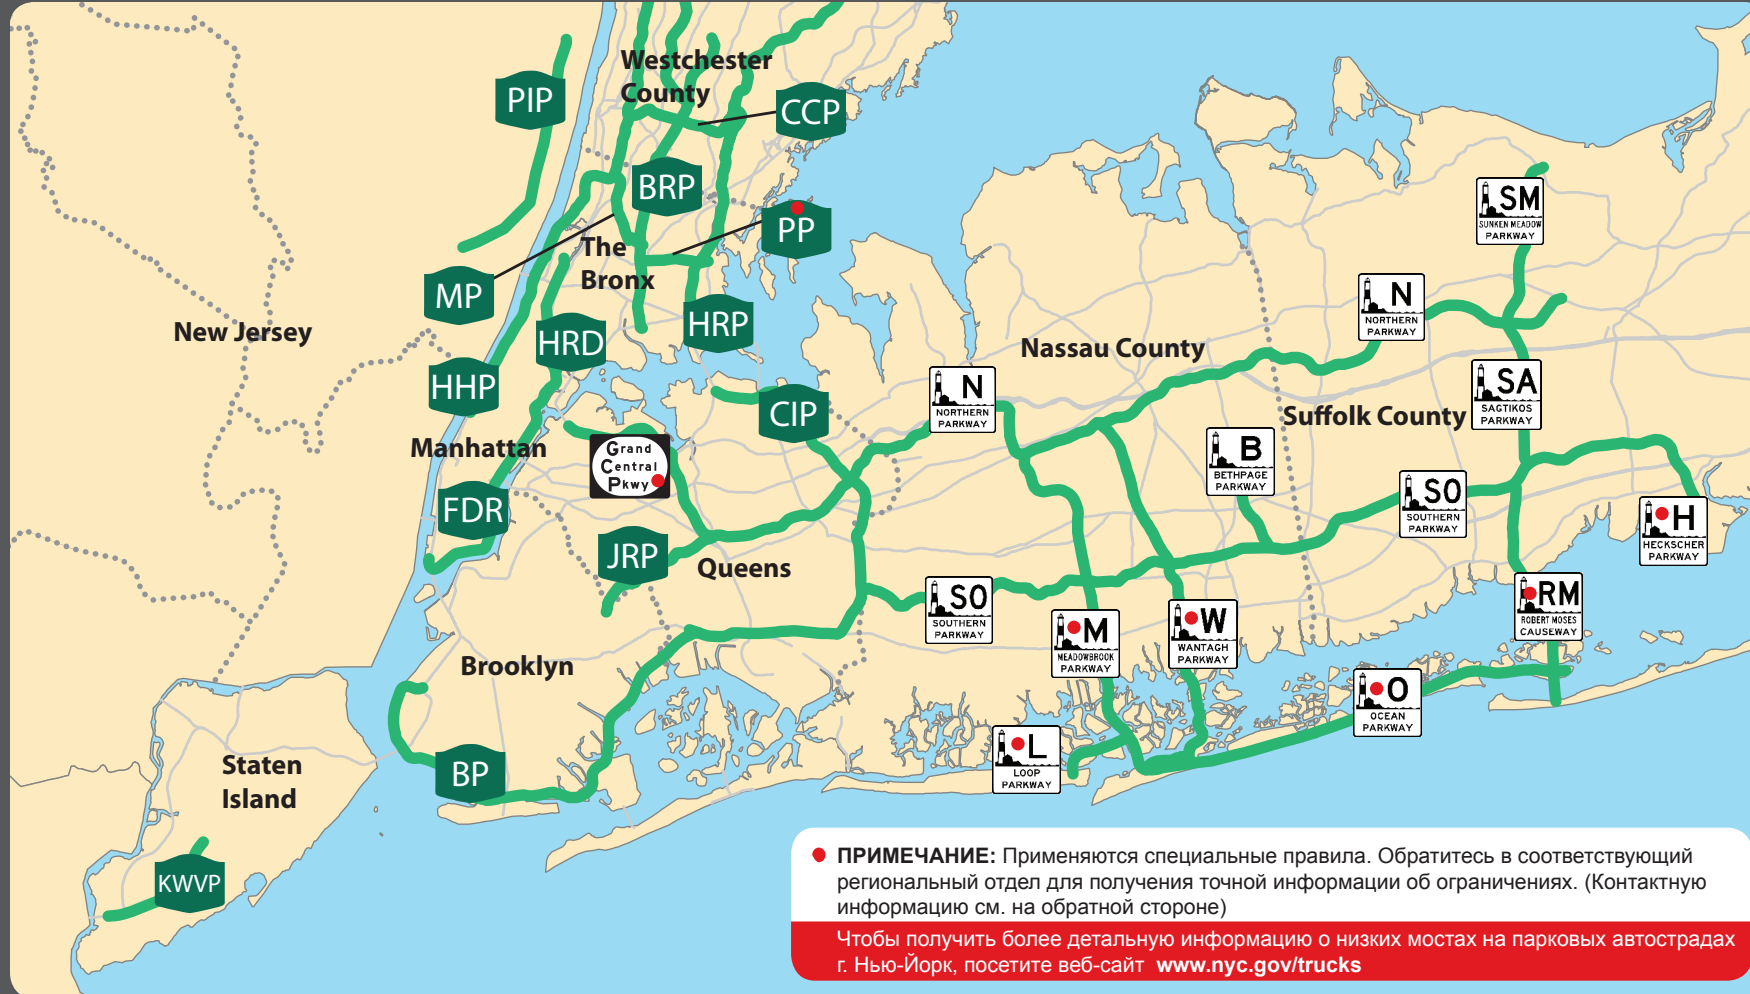 Westchester
County
PIP
CCP
BRP
PP
The
Bronx
MP
HRP
HRD
New Jersey
HHP
CIP
Manhattan
Grand
Central
Pkwy
FDR
JRP
Queens
Brooklyn
BP
Staten
Island
KWVP
Nassau County
Suffolk County
SM
SUNKEN MEADOW
PARKWAY
N
NORTHERN
PARKWAY
N
NORTHERN
PARKWAY
SA
SAGTIKOS
PARKWAY
B
BETHPAGE
PARKWAY
SO
SOUTHERN
PARKWAY
H
HECKSCHER
PARKWAY
SO
SOUTHERN
PARKWAY
RM
ROBERT MOSES
CAUSEWAY
M
MEADOWBROOK
PARKWAY
W
WANTAGH
PARKWAY
O
OCEAN
PARKWAY
L
LOOP
PARKWAY
ПРИМЕЧАНИЕ: Применяются специальные правила. Обратитесь в соответствующий
региональный отдел для получения точной информации об ограничениях. (Контактную
информацию см. на обратной стороне)
Чтобы получить более детальную информацию о низких мостах на парковых автострадах
г. Нью-Йорк, посетите веб-сайт www.nyc.gov/trucks